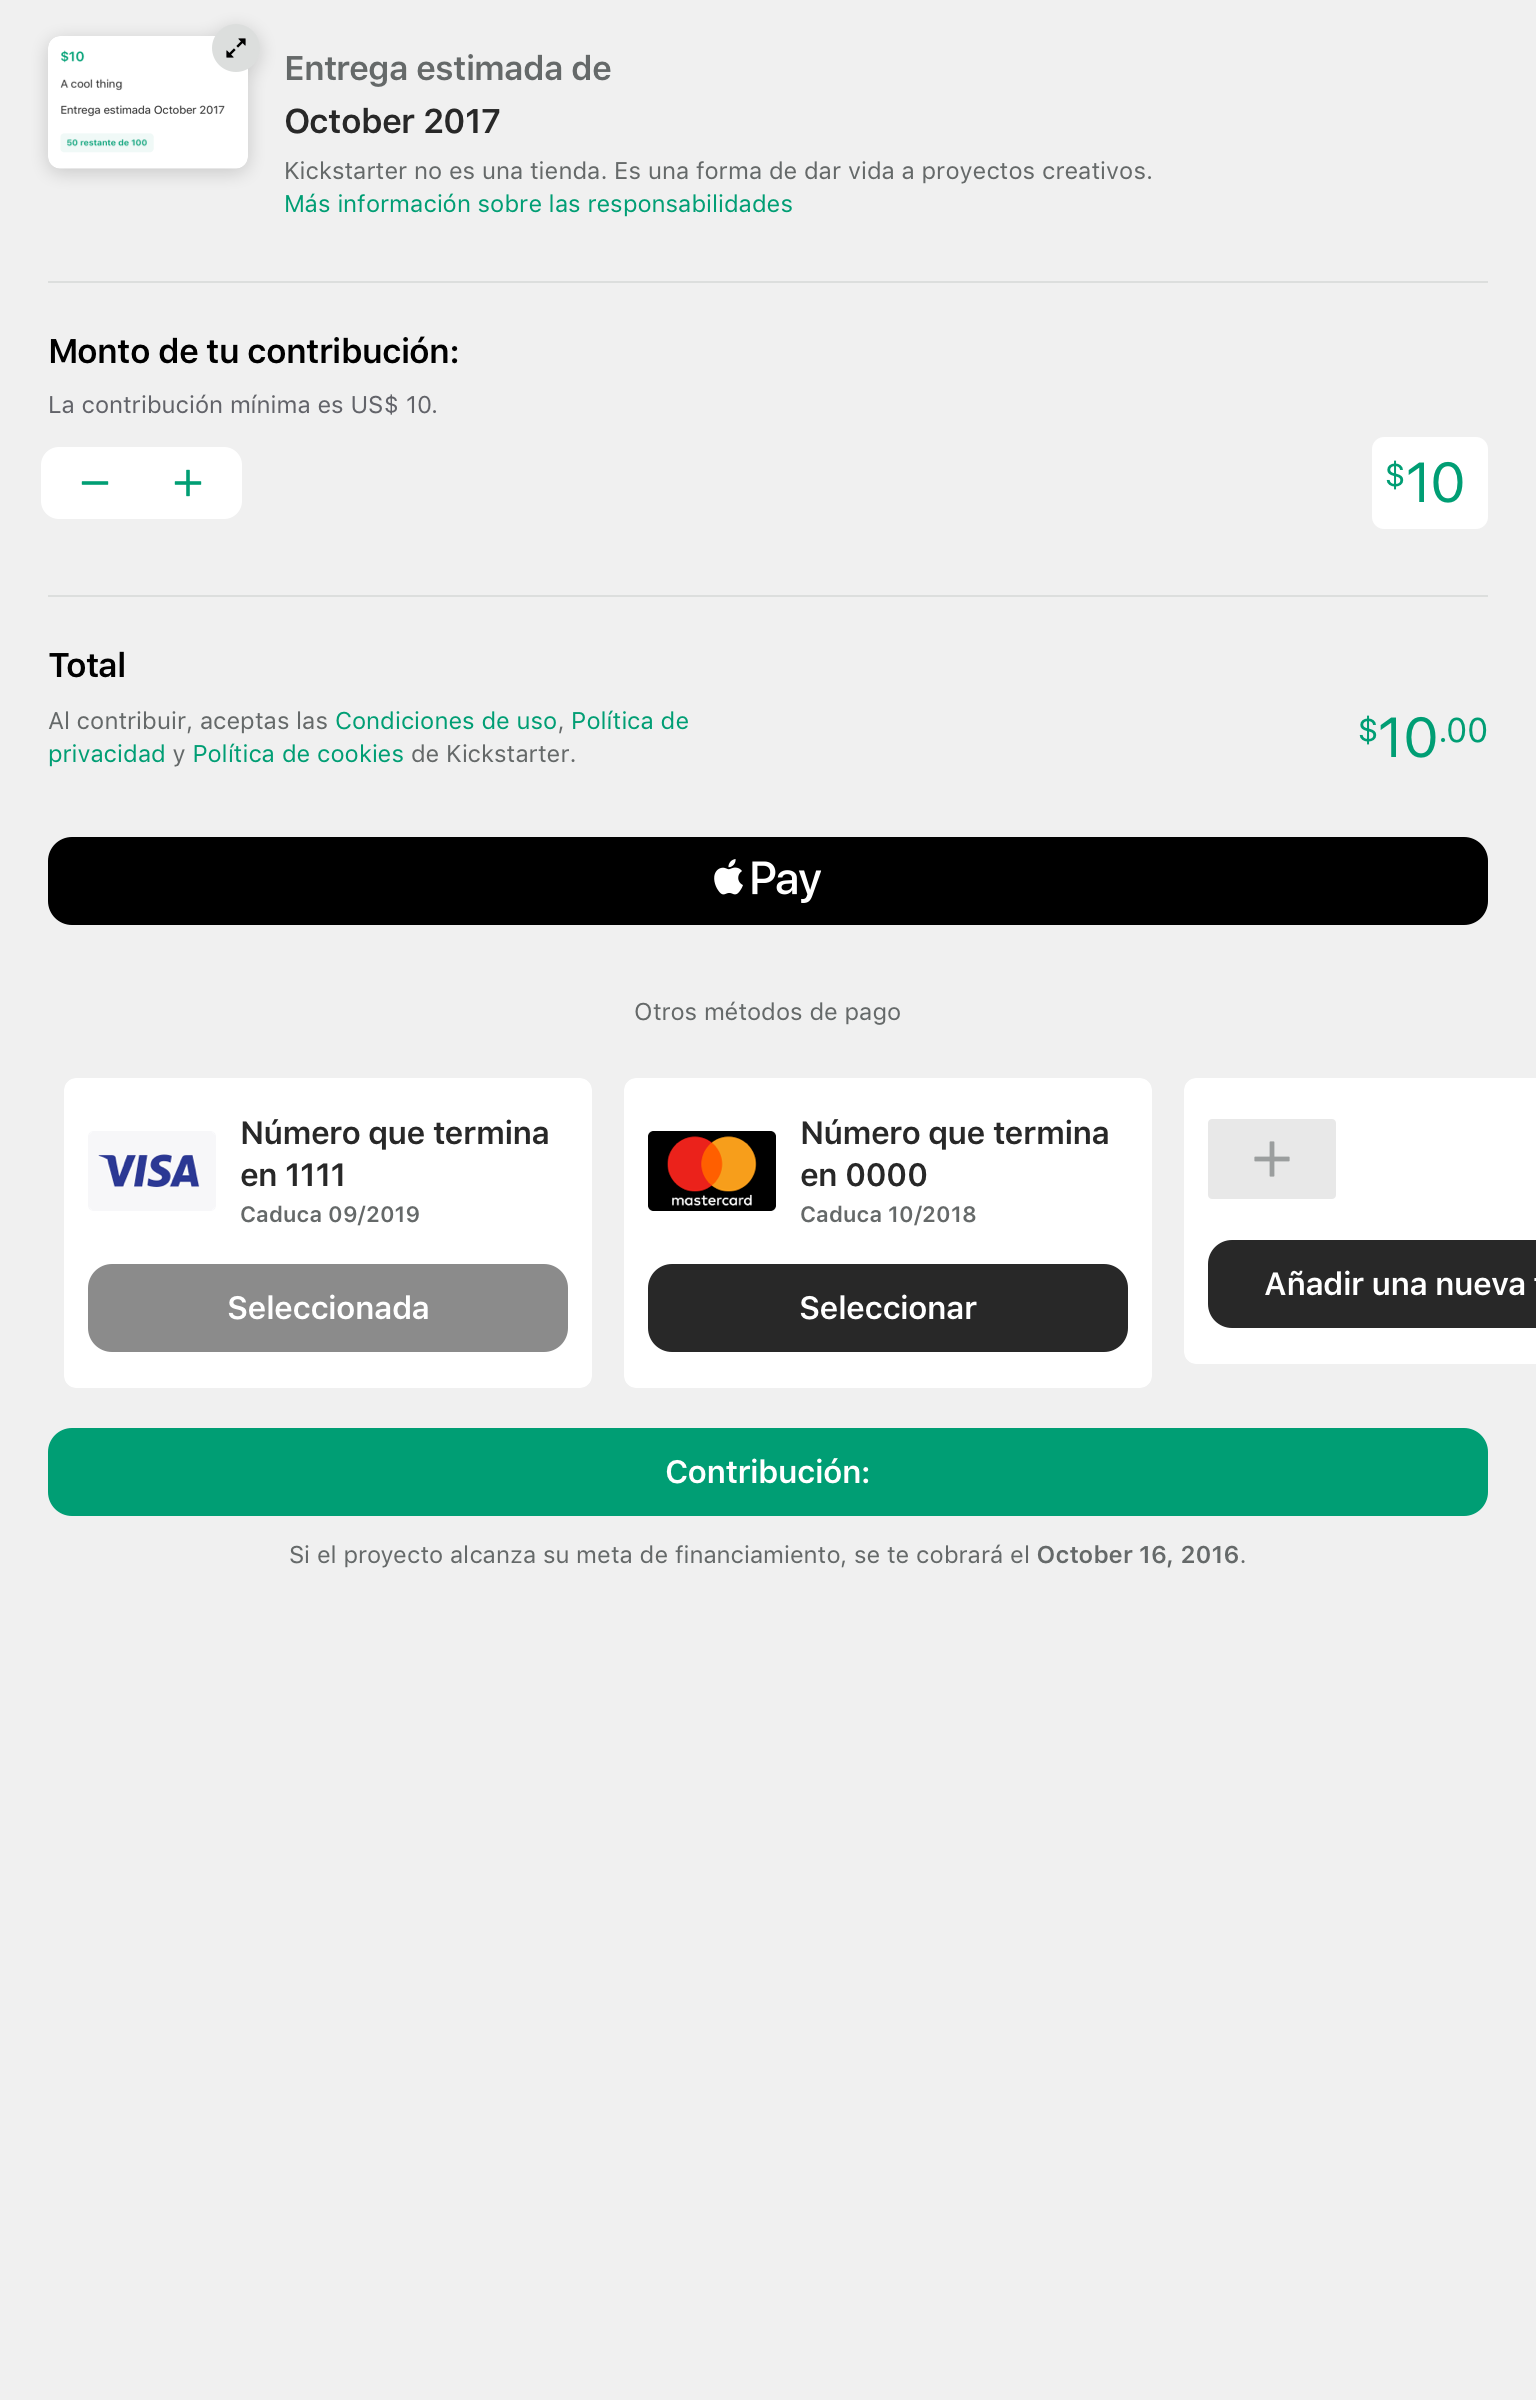 $10
A cool thing
Entrega estimada October 2017
50 restante de 100
Entrega estimada de
October 2017
Kickstarter no es una tienda. Es una forma de dar vida a proyectos creativos.
Más información sobre las responsabilidades
Monto de tu contribución:
La contribución mínima es US$ 10.
$10
Total
Al contribuir, aceptas las Condiciones de uso, Política de
privacidad y Política de cookies de Kickstarter.
$10.00
Pay
Otros métodos de pago
VISA
Número que termina
en 1111
Caduca 09/2019
Seleccionada
mastercard
Número que termina
en 0000
Caduca 10/2018
Seleccionar
Añadir una nueva
Contribución:
Si el proyecto alcanza su meta de financiamiento, se te cobrará el October 16, 2016.